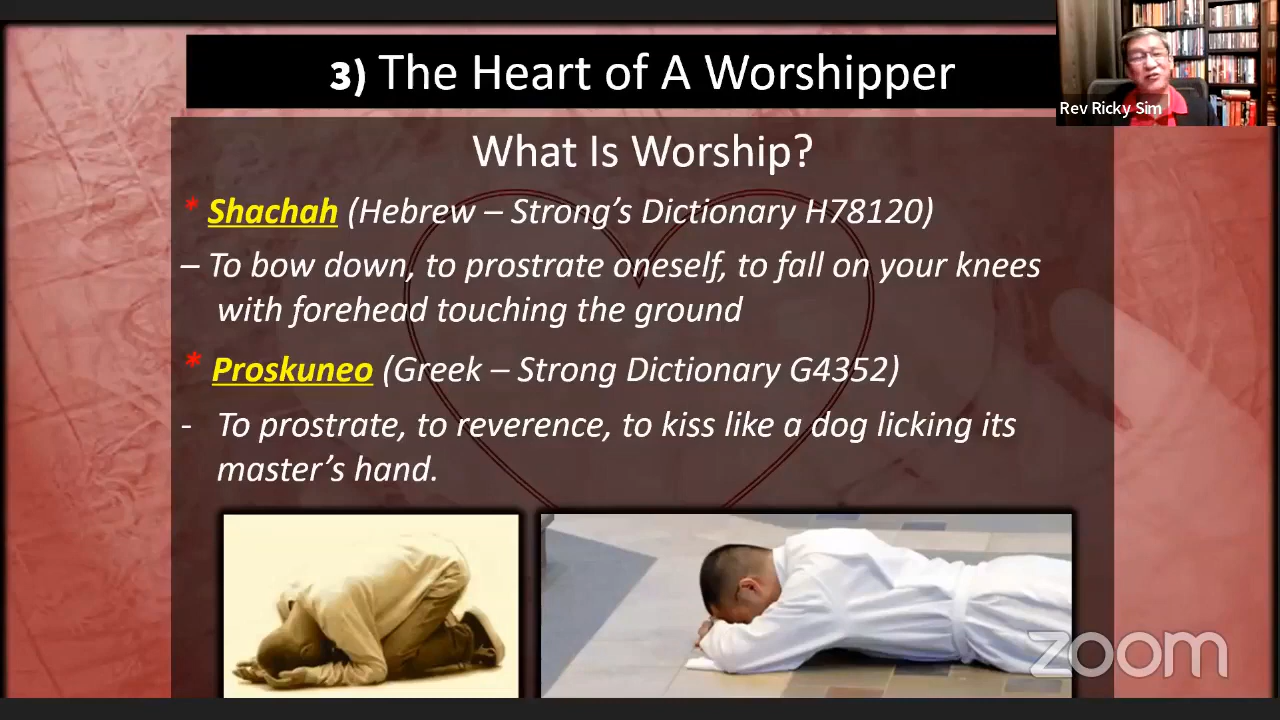 3) The Heart of A Worshipper
Rev Ricky Sim
What Is Worship?
* Shachah (Hebrew – Strong's Dictionary H78120)
– To bow down, to prostrate oneself, to fall on your knees
with forehead touching the ground
* Proskuneo (Greek – Strong Dictionary G4352)
- To prostrate, to reverence, to kiss like a dog licking its
master's hand.
zoom